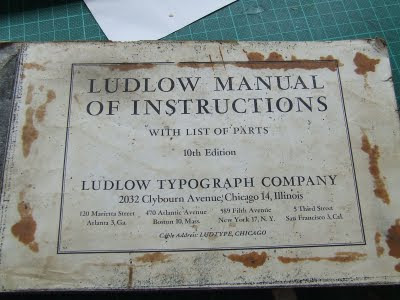 LUDLOW MANUAL
OF INSTRUCTIONS
WITH LIST OF PARTS
10th Edition
LUDLOW TYPOGRAPH COMPANY
2032 Clybourn Avenue, Chicago 14, Illinois
120 Marietta Street 470 Atlantic Avenue 589 Fifth Avenue 5 Third Street
Atlanta 3, Ga. Boston 10, Mass. New York 17, N. Y. San Francisco 3, Cal.
Cable Address: LUDTYPE, CHICAGO